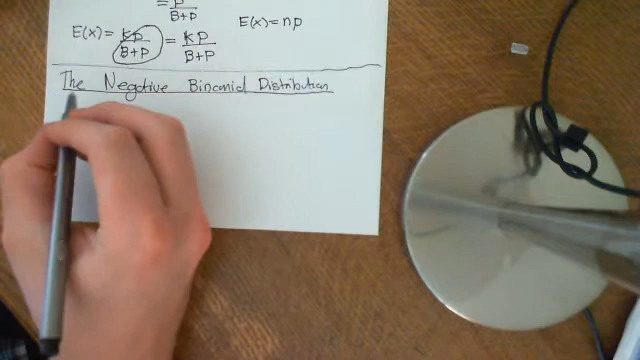 = P
B+P
E(x) = kp = kp
B+P B+P
E(x) = np
The Negative Binomial Distribution